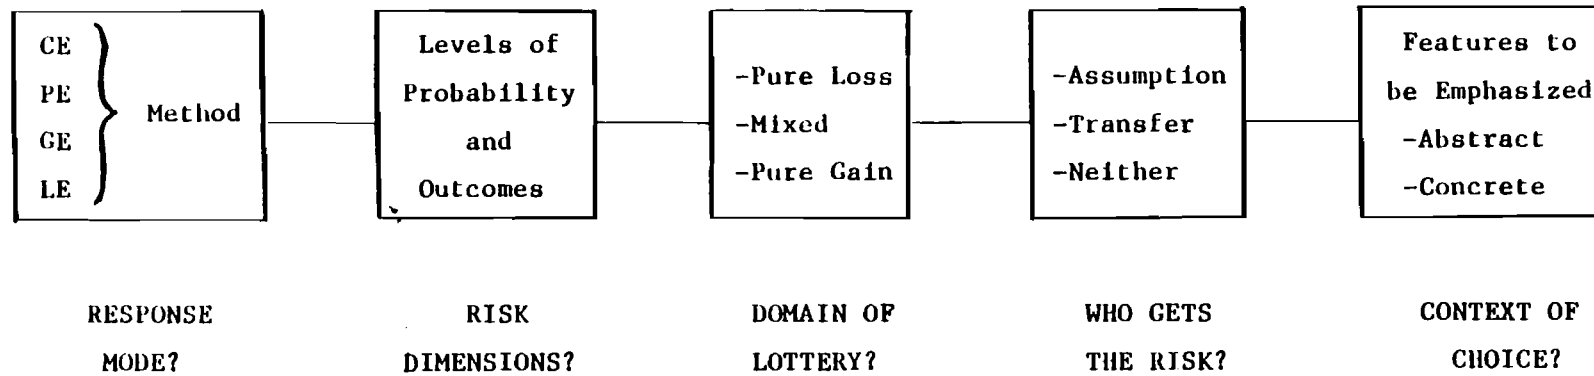 CE
PE
GE
LE
Method
Levels of
Probability
and
Outcomes
-Pure Loss
-Mixed
-Pure Gain
-Assumption
-Transfer
-Neither
Features to
be Emphasized
-Abstract
-Concrete
RESPONSE
MODE?
RISK
DIMENSIONS?
DOMAIN OF
LOTTERY?
WHO GETS
THE RISK?
CONTEXT OF
CHOICE?